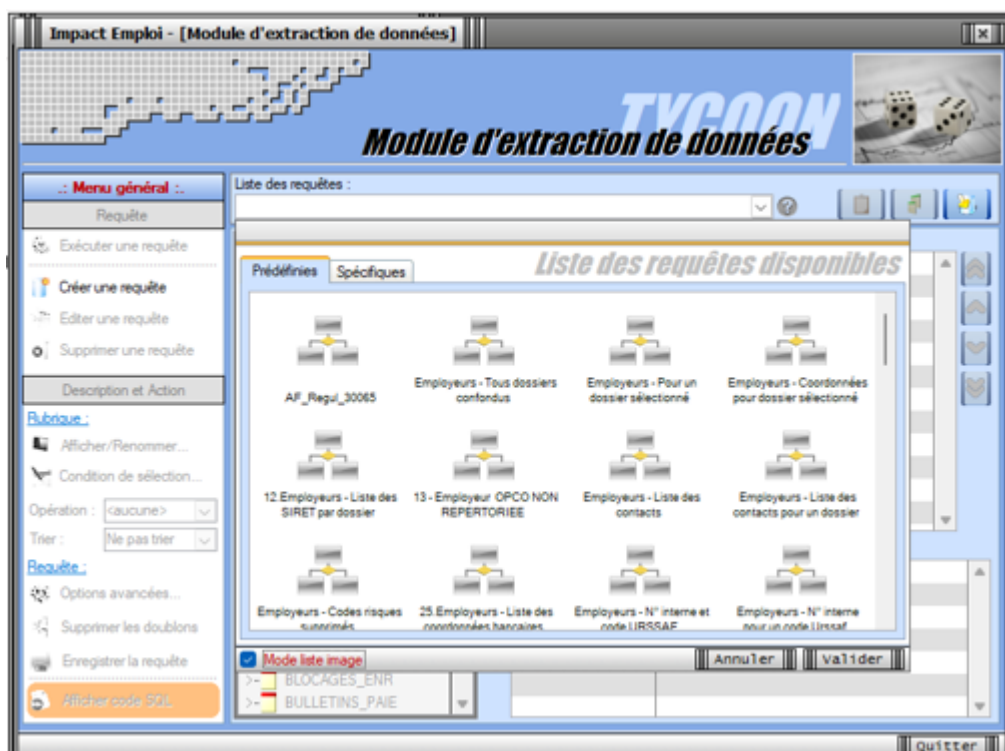 Impact Emploi - [Module d'extraction de données]
TYCOON
Module d'extraction de données
.: Menu général :.
Requête
Exécuter une requête
Créer une requête
Editer une requête
Supprimer une requête
Description et Action
Rubrique :
Afficher/Renommer...
Condition de sélection...
Opération : <aucune>
Trier : Ne pas trier
Requête :
Options avancées...
Supprimer les doublons
Enregistrer la requête
Afficher code SQL
Liste des requêtes :
Prédéfinies
Spécifiques
Liste des requêtes disponibles
AF_Regul_30065
Employeurs - Tous dossiers
confondus
Employeurs - Pour un
dossier sélectionné
Employeurs - Coordonnées
pour dossier sélectionné
12.Employeurs - Liste des
SIRET par dossier
13 - Employeur OPCO NON
REPERTORIEE
Employeurs - Liste des
contacts
Employeurs - Liste des
contacts pour un dossier
Employeurs - Codes risques
supprimés
25.Employeurs - Liste des
coordonnées bancaires
Employeurs - N° interne et
code URSSAF
Employeurs - N° interne
pour un code Urssaf
Mode liste image
Annuler
Valider
BLOCAGES_ENR
BULLETINS_PAIE
Quitter